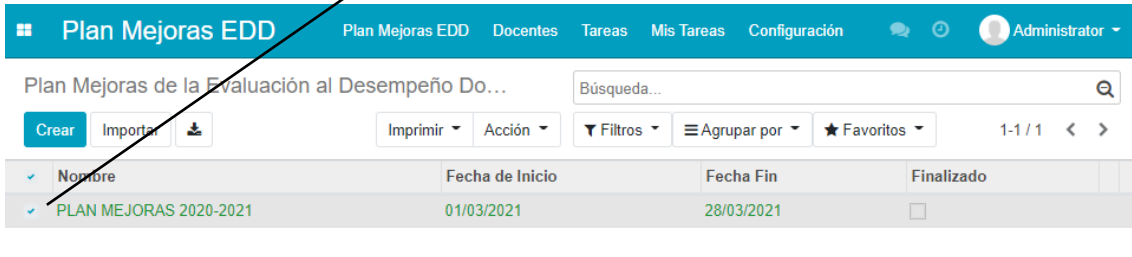 Plan Mejoras EDD Plan Mejoras EDD Docentes Tareas Mis Tareas Configuración Administrator
Plan Mejoras de la Evaluación al Desempeño Do... Búsqueda...
Crear Importar Imprimir Acción Filtros Agrupar por Favoritos 1-1 / 1
Nombre Fecha de Inicio Fecha Fin Finalizado
PLAN MEJORAS 2020-2021 01/03/2021 28/03/2021